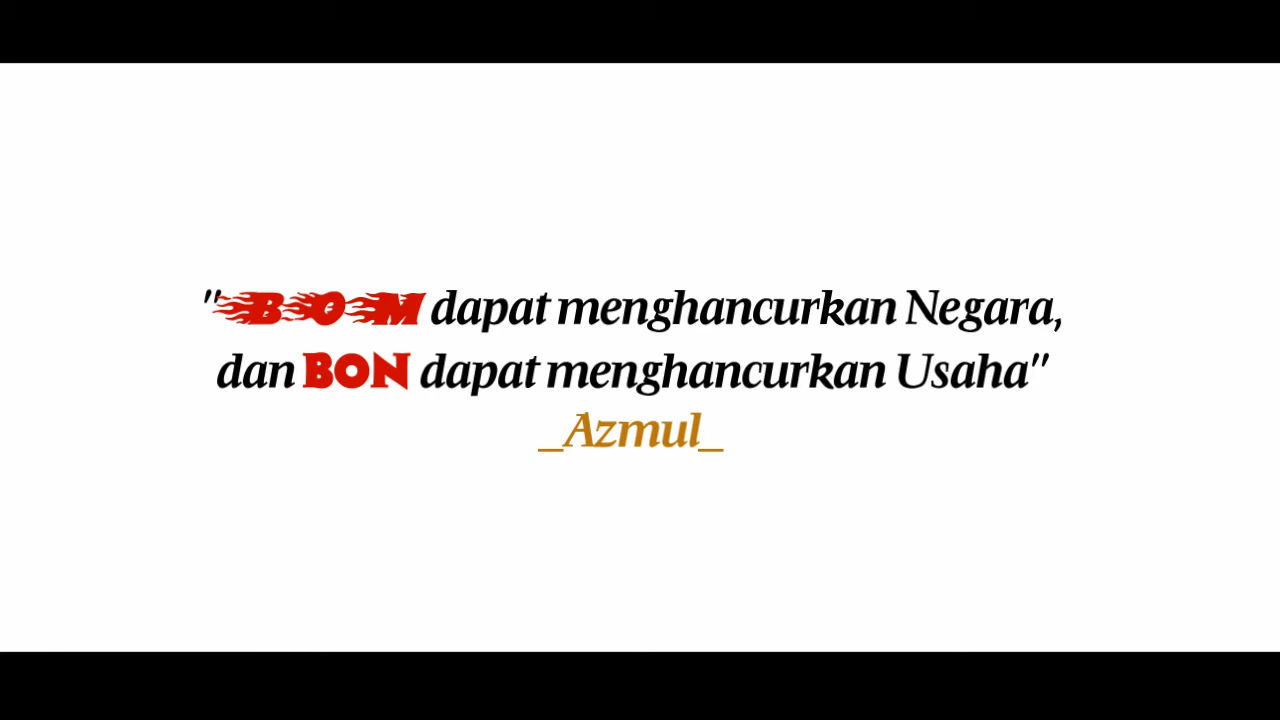 "BOM dapat menghancurkan Negara,
dan BON dapat menghancurkan Usaha"
_Azmul_